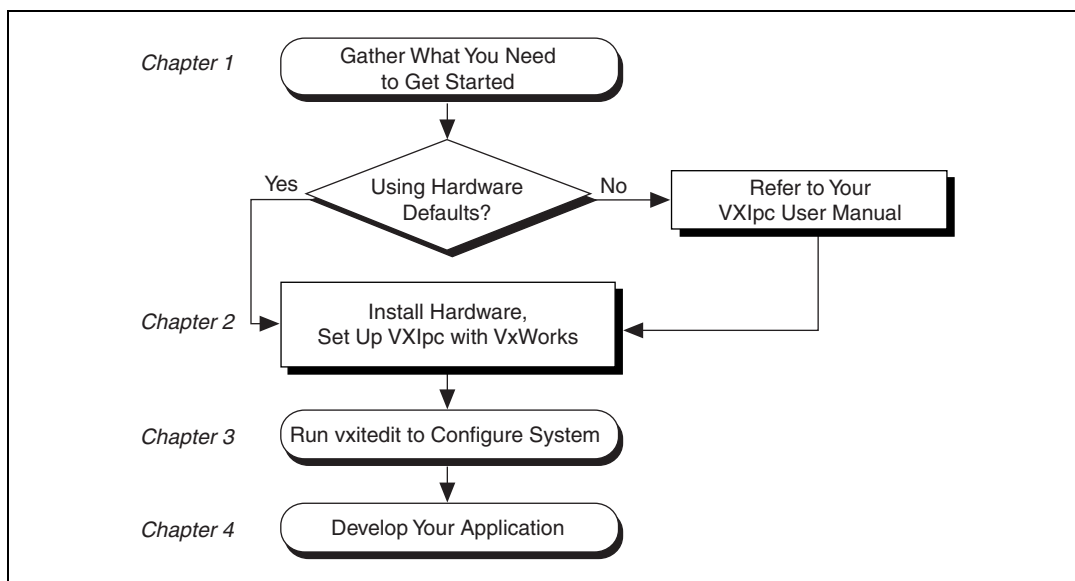 Chapter 1
Gather What You Need
to Get Started
Yes
Using Hardware
Defaults?
No
Refer to Your
VXIpc User Manual
Chapter 2
Install Hardware,
Set Up VXIpc with VxWorks
Chapter 3
Run vxitedit to Configure System
Chapter 4
Develop Your Application